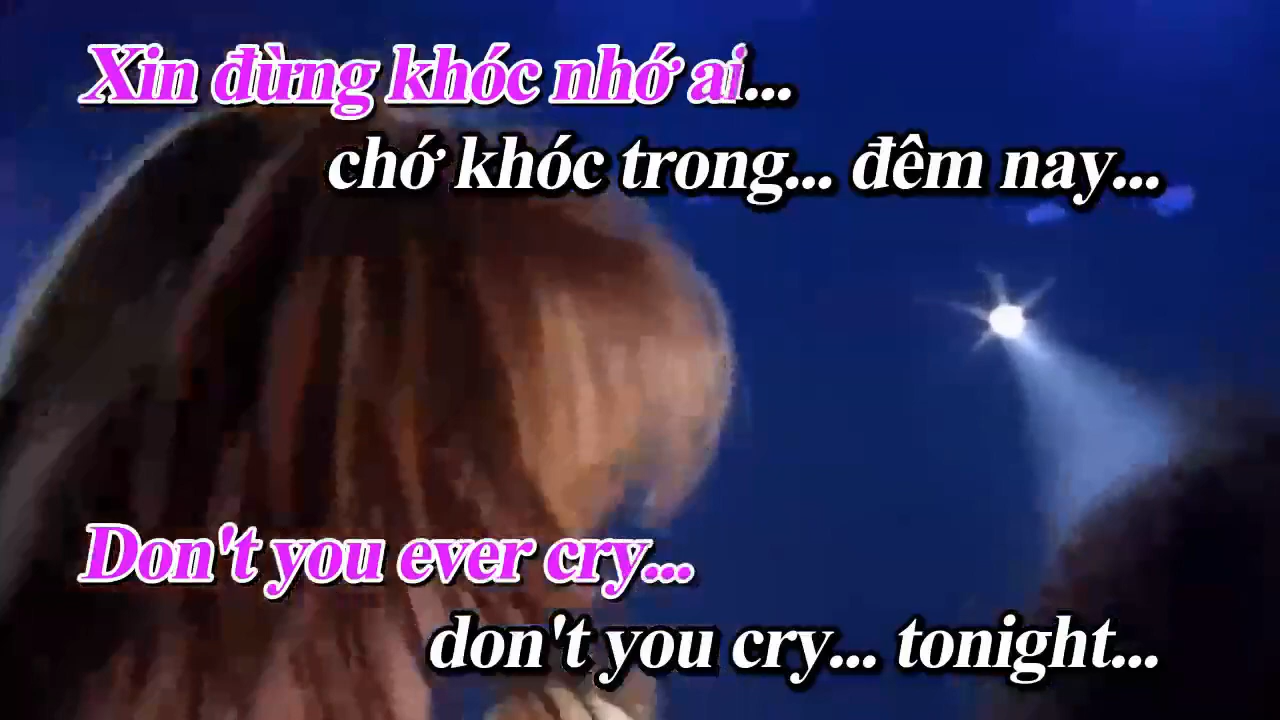 Xin đừng khóc nhớ ai...
chớ khóc trong... đêm nay...
Don't you ever cry...
don't you cry... tonight...